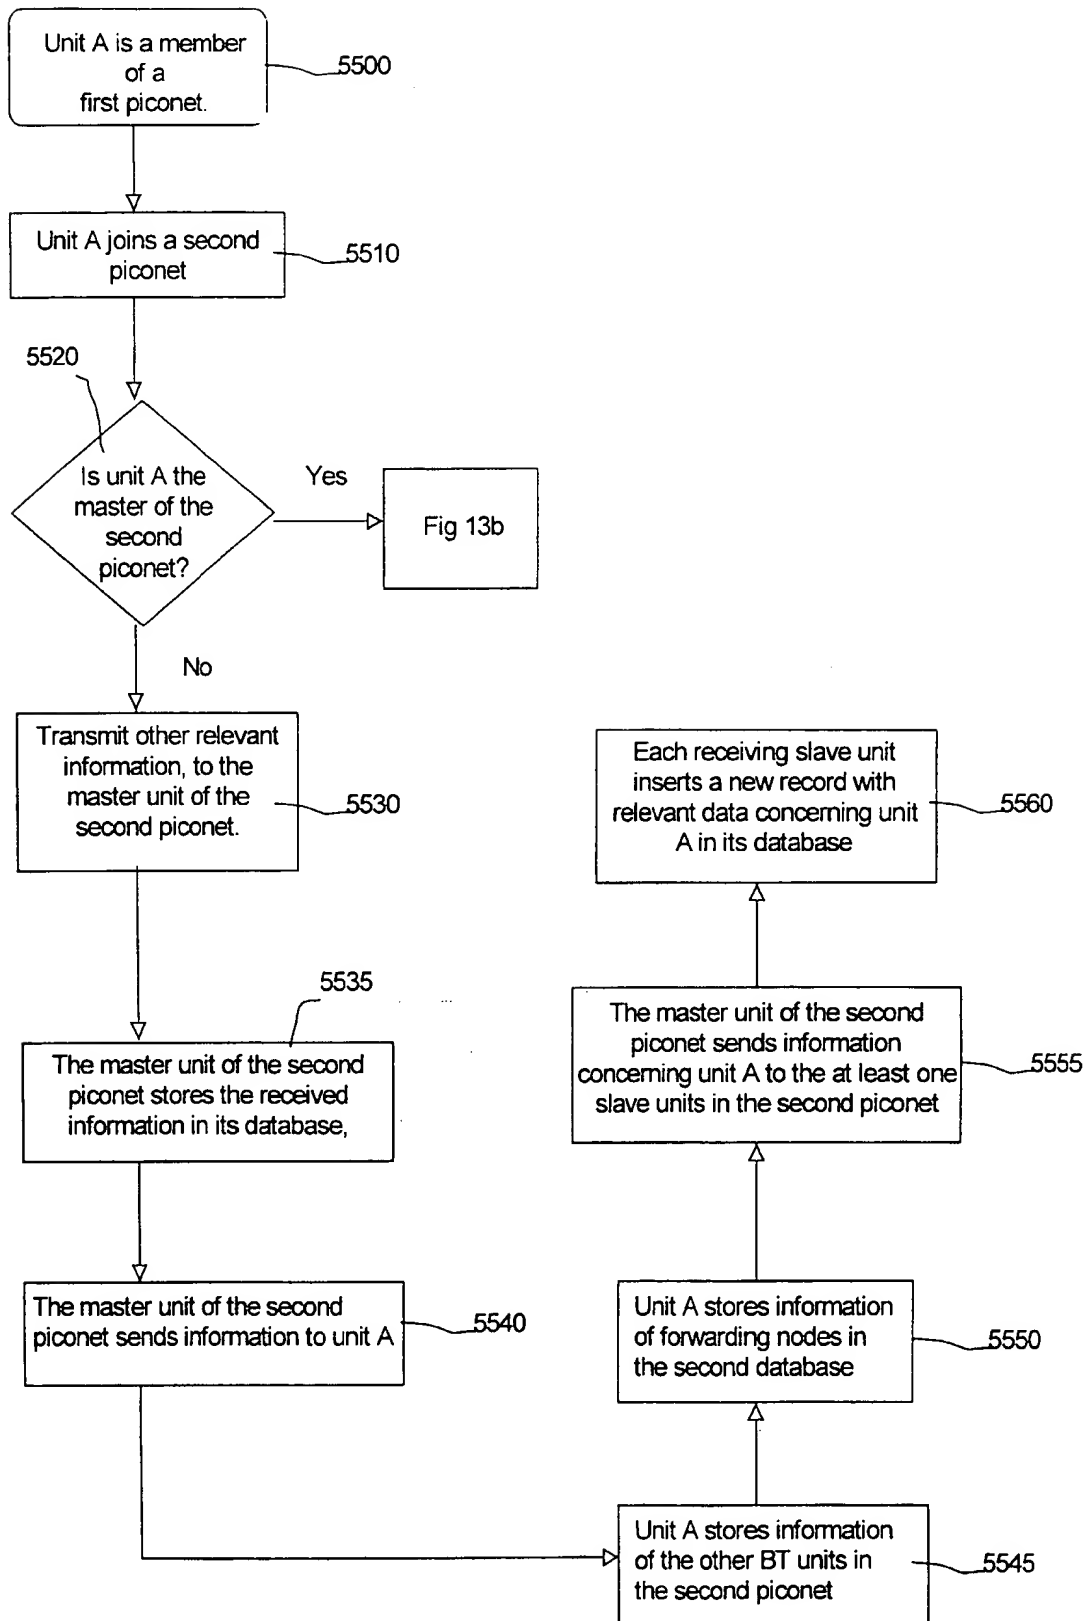 Unit A is a member
of a
first piconet.
5500
Unit A joins a second
piconet
5510
5520
Is unit A the
master of the
second
piconet?
Yes
Fig 13b
No
Transmit other relevant
information, to the
master unit of the
second piconet.
5530
5535
The master unit of the second
piconet stores the received
information in its database,
The master unit of the second
piconet sends information to unit A
5540
Unit A stores information
of the other BT units in
the second piconet
5545
Unit A stores information
of forwarding nodes in
the second database
5550
The master unit of the second
piconet sends information
concerning unit A to the at least one
slave units in the second piconet
5555
Each receiving slave unit
inserts a new record with
relevant data concerning unit
A in its database
5560